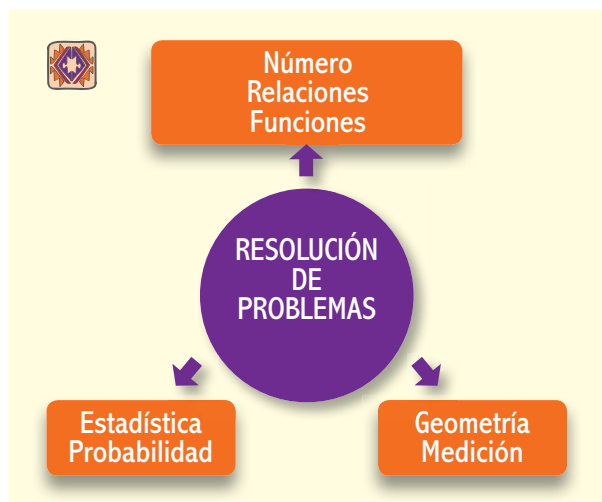 Número
Relaciones
Funciones
RESOLUCIÓN
DE
PROBLEMAS
Estadística
Probabilidad
Geometría
Medición